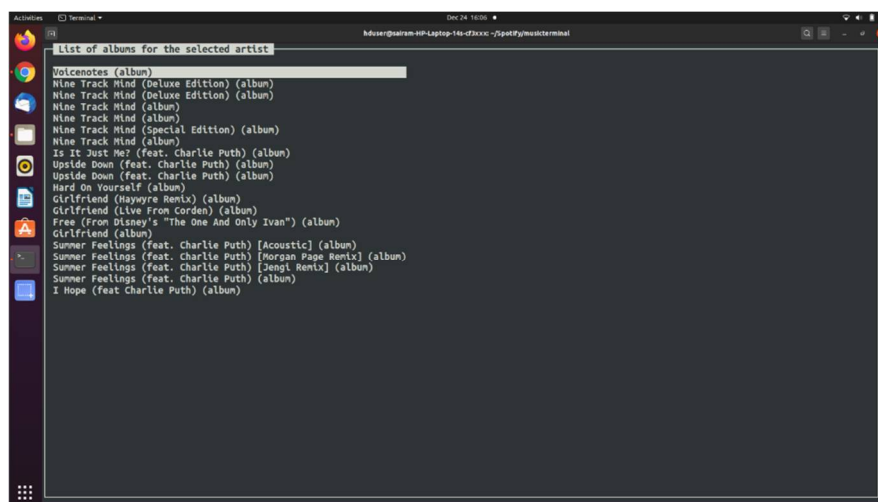 Activities
Terminal
Dec 24 16:06
hduser@sairam-HP-Laptop-14s-cf3xxx: ~/Spotify/musicterminal
List of albums for the selected artist
Voicenotes (album)
Nine Track Mind (Deluxe Edition) (album)
Nine Track Mind (Deluxe Edition) (album)
Nine Track Mind (album)
Nine Track Mind (album)
Nine Track Mind (Special Edition) (album)
Nine Track Mind (album)
Is It Just Me? (feat. Charlie Puth) (album)
Upside Down (feat. Charlie Puth) (album)
Upside Down (feat. Charlie Puth) (album)
Hard On Yourself (album)
Girlfriend (Haywyre Remix) (album)
Girlfriend (Live From Corden) (album)
Free (From Disney's "The One And Only Ivan") (album)
Girlfriend (album)
Summer Feelings (feat. Charlie Puth) [Acoustic] (album)
Summer Feelings (feat. Charlie Puth) [Morgan Page Remix] (album)
Summer Feelings (feat. Charlie Puth) [Jengi Remix] (album)
Summer Feelings (feat. Charlie Puth) (album)
I Hope (feat Charlie Puth) (album)